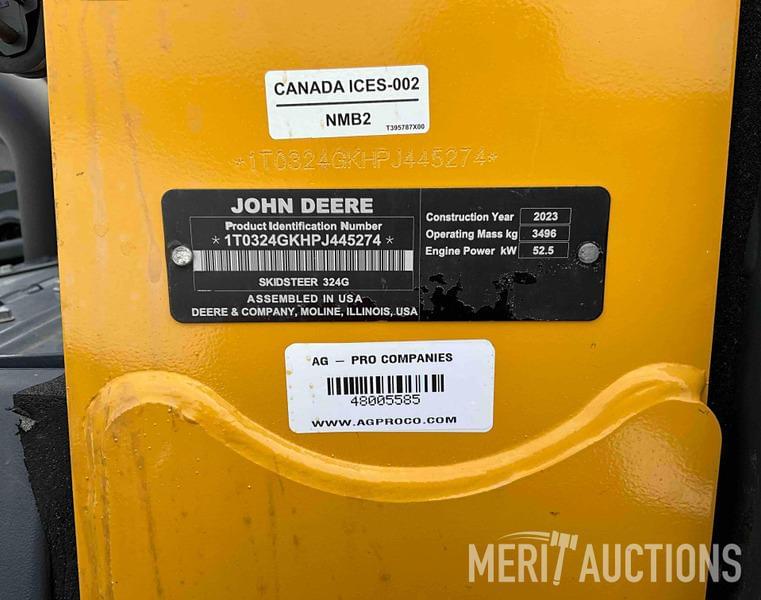 CANADA ICES-002
NMB2
T395787X00
*1T0324GKHPJ445274*
JOHN DEERE
Product Identification Number
*1T0324GKHPJ445274*
SKIDSTEER 324G
ASSEMBLED IN USA
DEERE & COMPANY, MOLINE, ILLINOIS, USA
Construction Year 2023
Operating Mass kg 3496
Engine Power kW 52.5
AG – PRO COMPANIES
48005585
WWW.AGPROCO.COM
MERIT AUCTIONS